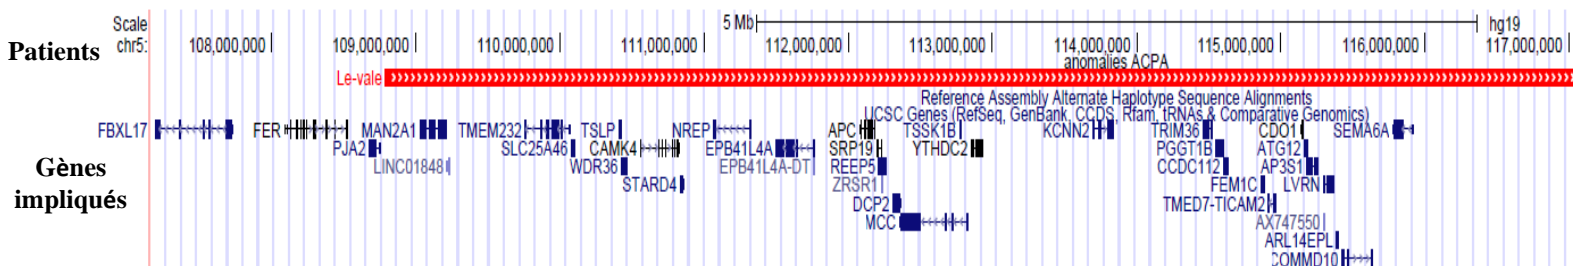 Scale 5 Mb hg19
Patients
chr5: 108,000,000 109,000,000 110,000,000 111,000,000 112,000,000 113,000,000 114,000,000 115,000,000 116,000,000 117,000,000
anomalies ACPA
Le-vale
Reference Assembly Alternate Haplotype Sequence Alignments
UCSC Genes (RefSeq, GenBank, CCDS, Rfam, tRNAs & Comparative Genomics)
FBXL17 FER MAN2A1 TMEM232 TSLP NREP APC TSSK1B KCNN2 TRIM36 CDO1 SEMA6A
PJA2 SLC25A46 CAMK4 EPB41L4A SRP19 YTHDC2 PGGT1B ATG12
Gènes
impliqués
LINC01848 WDR36 EPB41L4A-DT REEP5 CCDC112 AP3S1
STARD4 ZRSR1 FEM1C LVRN
DCP2 TMED7-TICAM2
MCC AX747550
ARL14EPL
COMMD10